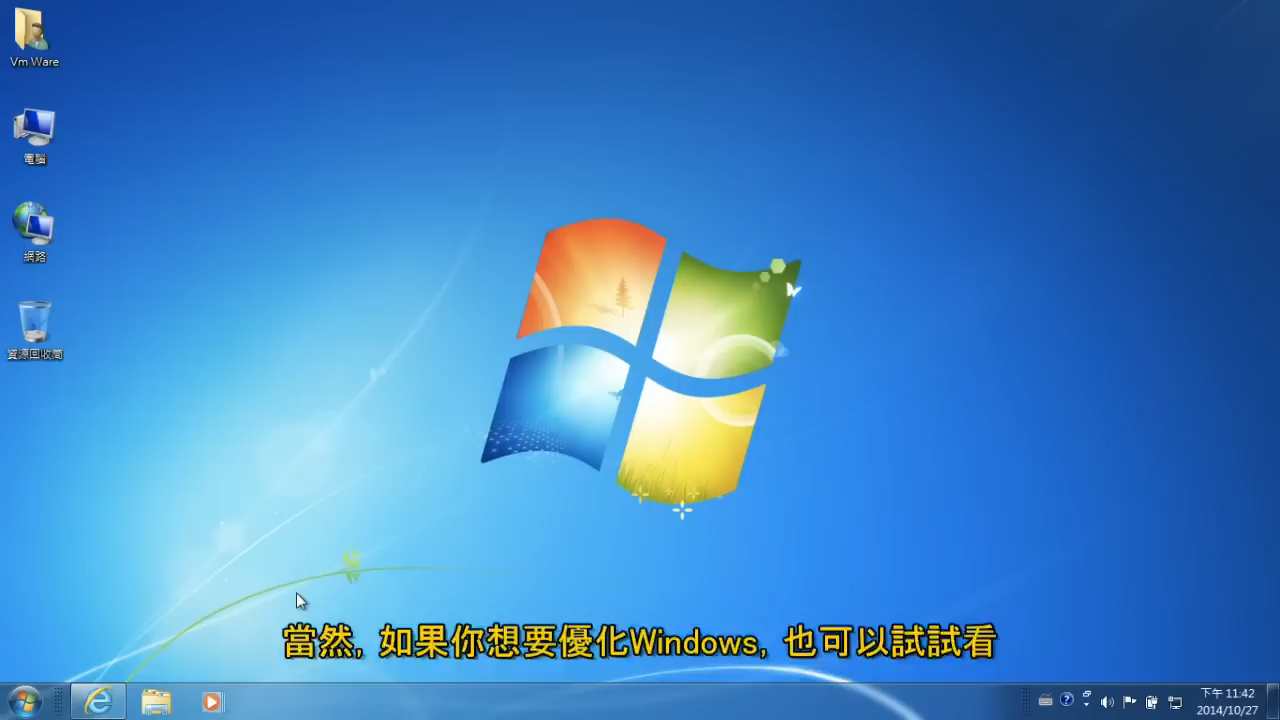 Vm Ware
電腦
網路
資源回收筒
當然, 如果你想要優化Windows, 也可以試試看
下午 11:42
2014/10/27